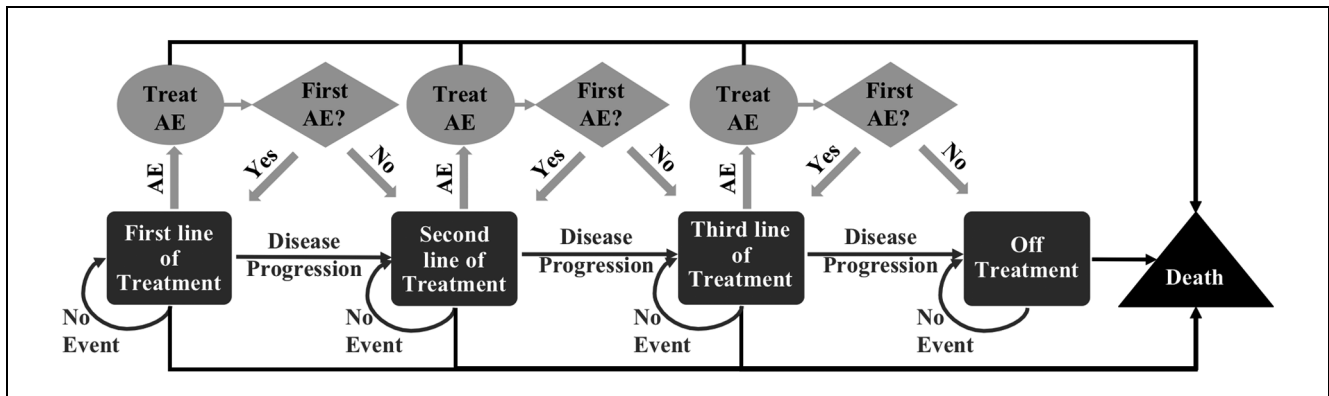 Treat
AE
First
AE?
Treat
AE
First
AE?
Treat
AE
First
AE?
AE
Yes
No
AE
Yes
No
AE
Yes
No
First line
of
Treatment
Disease
Progression
Second
line of
Treatment
Disease
Progression
Third line
of
Treatment
Disease
Progression
Off
Treatment
Death
No
Event
No
Event
No
Event
No
Event